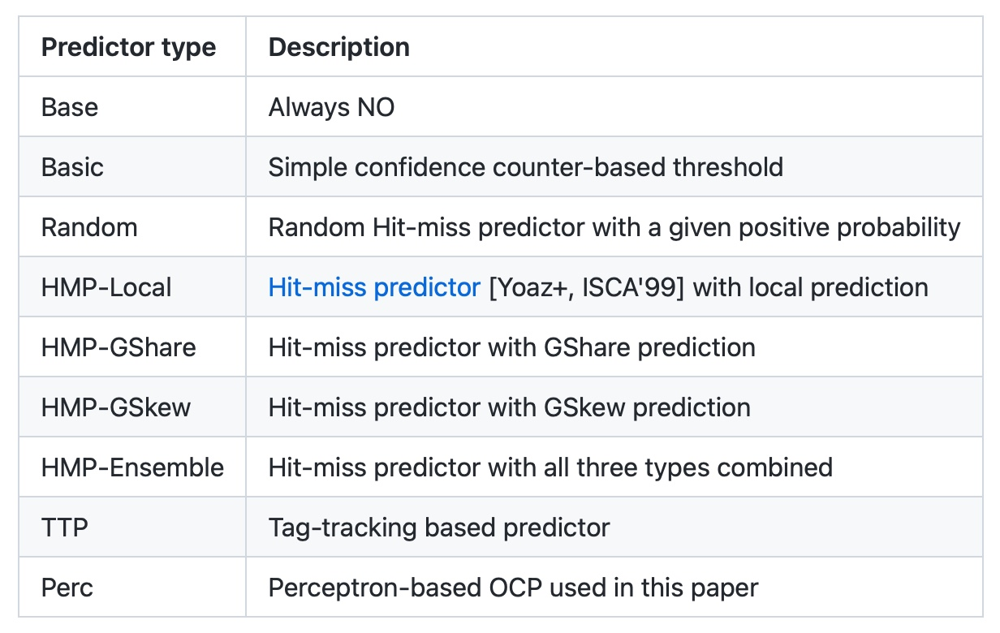 Predictor type Description
Base Always NO
Basic Simple confidence counter-based threshold
Random Random Hit-miss predictor with a given positive probability
HMP-Local Hit-miss predictor [Yoaz+, ISCA'99] with local prediction
HMP-GShare Hit-miss predictor with GShare prediction
HMP-GSkew Hit-miss predictor with GSkew prediction
HMP-Ensemble Hit-miss predictor with all three types combined
TTP Tag-tracking based predictor
Perc Perceptron-based OCP used in this paper